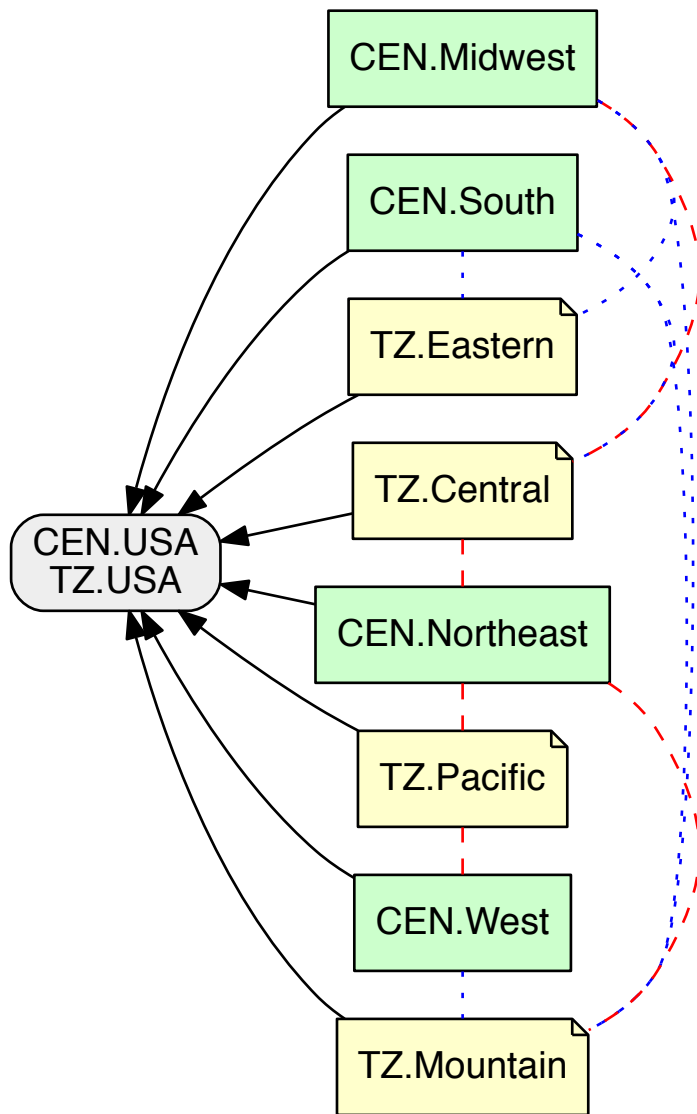 CEN.Midwest
CEN.South
TZ.Eastern
TZ.Central
CEN.USA
TZ.USA
CEN.Northeast
TZ.Pacific
CEN.West
TZ.Mountain